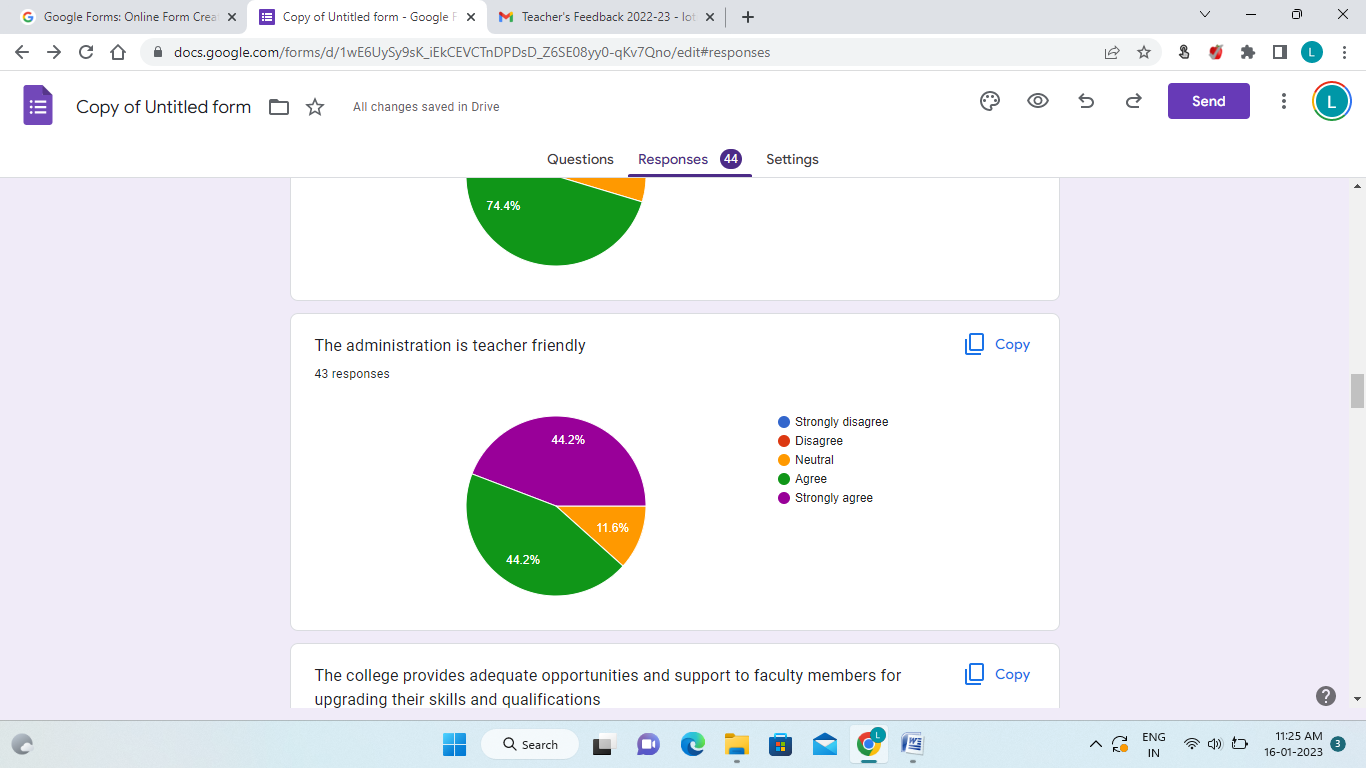 Google Forms: Online Form Crea
Copy of Untitled form - Google F
Teacher's Feedback 2022-23 - iot
docs.google.com/forms/d/1wE6UySy9sK_iEkCEVCTnDPDsD_Z6SE08yy0-qKv7Qno/edit#responses
L
Copy of Untitled form
All changes saved in Drive
Send
L
Questions
Responses 44
Settings
74.4%
The administration is teacher friendly
Copy
43 responses
44.2%
11.6%
44.2%
Strongly disagree
Disagree
Neutral
Agree
Strongly agree
The college provides adequate opportunities and support to faculty members for
upgrading their skills and qualifications
Copy
Search
L
ENG
IN
11:25 AM
16-01-2023
3